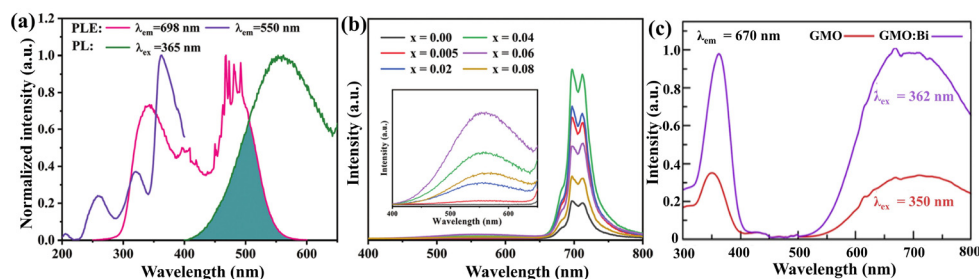 (a)
PLE: λem=698 nm λem=550 nm
PL: λex=365 nm
Normalized intensity (a.u.)
1.2
1.0
0.8
0.6
0.4
0.2
0.0
200 300 400 500 600
Wavelength (nm)
(b)
x = 0.00 x = 0.04
x = 0.005 x = 0.06
x = 0.02 x = 0.08
Intensity (a.u.)
Intensity (a.u.)
400 500 600
Wavelength (nm)
400 500 600 700 800
Wavelength (nm)
(c)
λem = 670 nm GMO GMO:Bi
λex = 362 nm
λex = 350 nm
Intensity (a.u.)
1
0.8
0.6
0.4
0.2
0
300 400 500 600 700 800
Wavelength (nm)